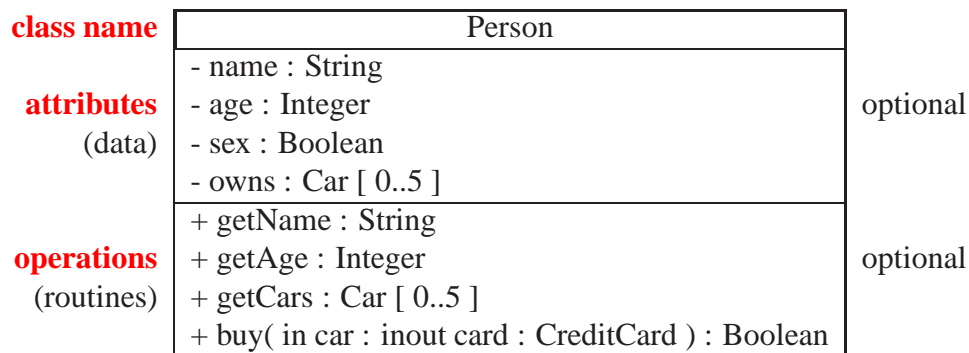 class name Person
- name : String
attributes - age : Integer optional
(data) - sex : Boolean
- owns : Car [ 0..5 ]
+ getName : String
operations + getAge : Integer optional
(routines) + getCars : Car [ 0..5 ]
+ buy( in car : inout card : CreditCard ) : Boolean